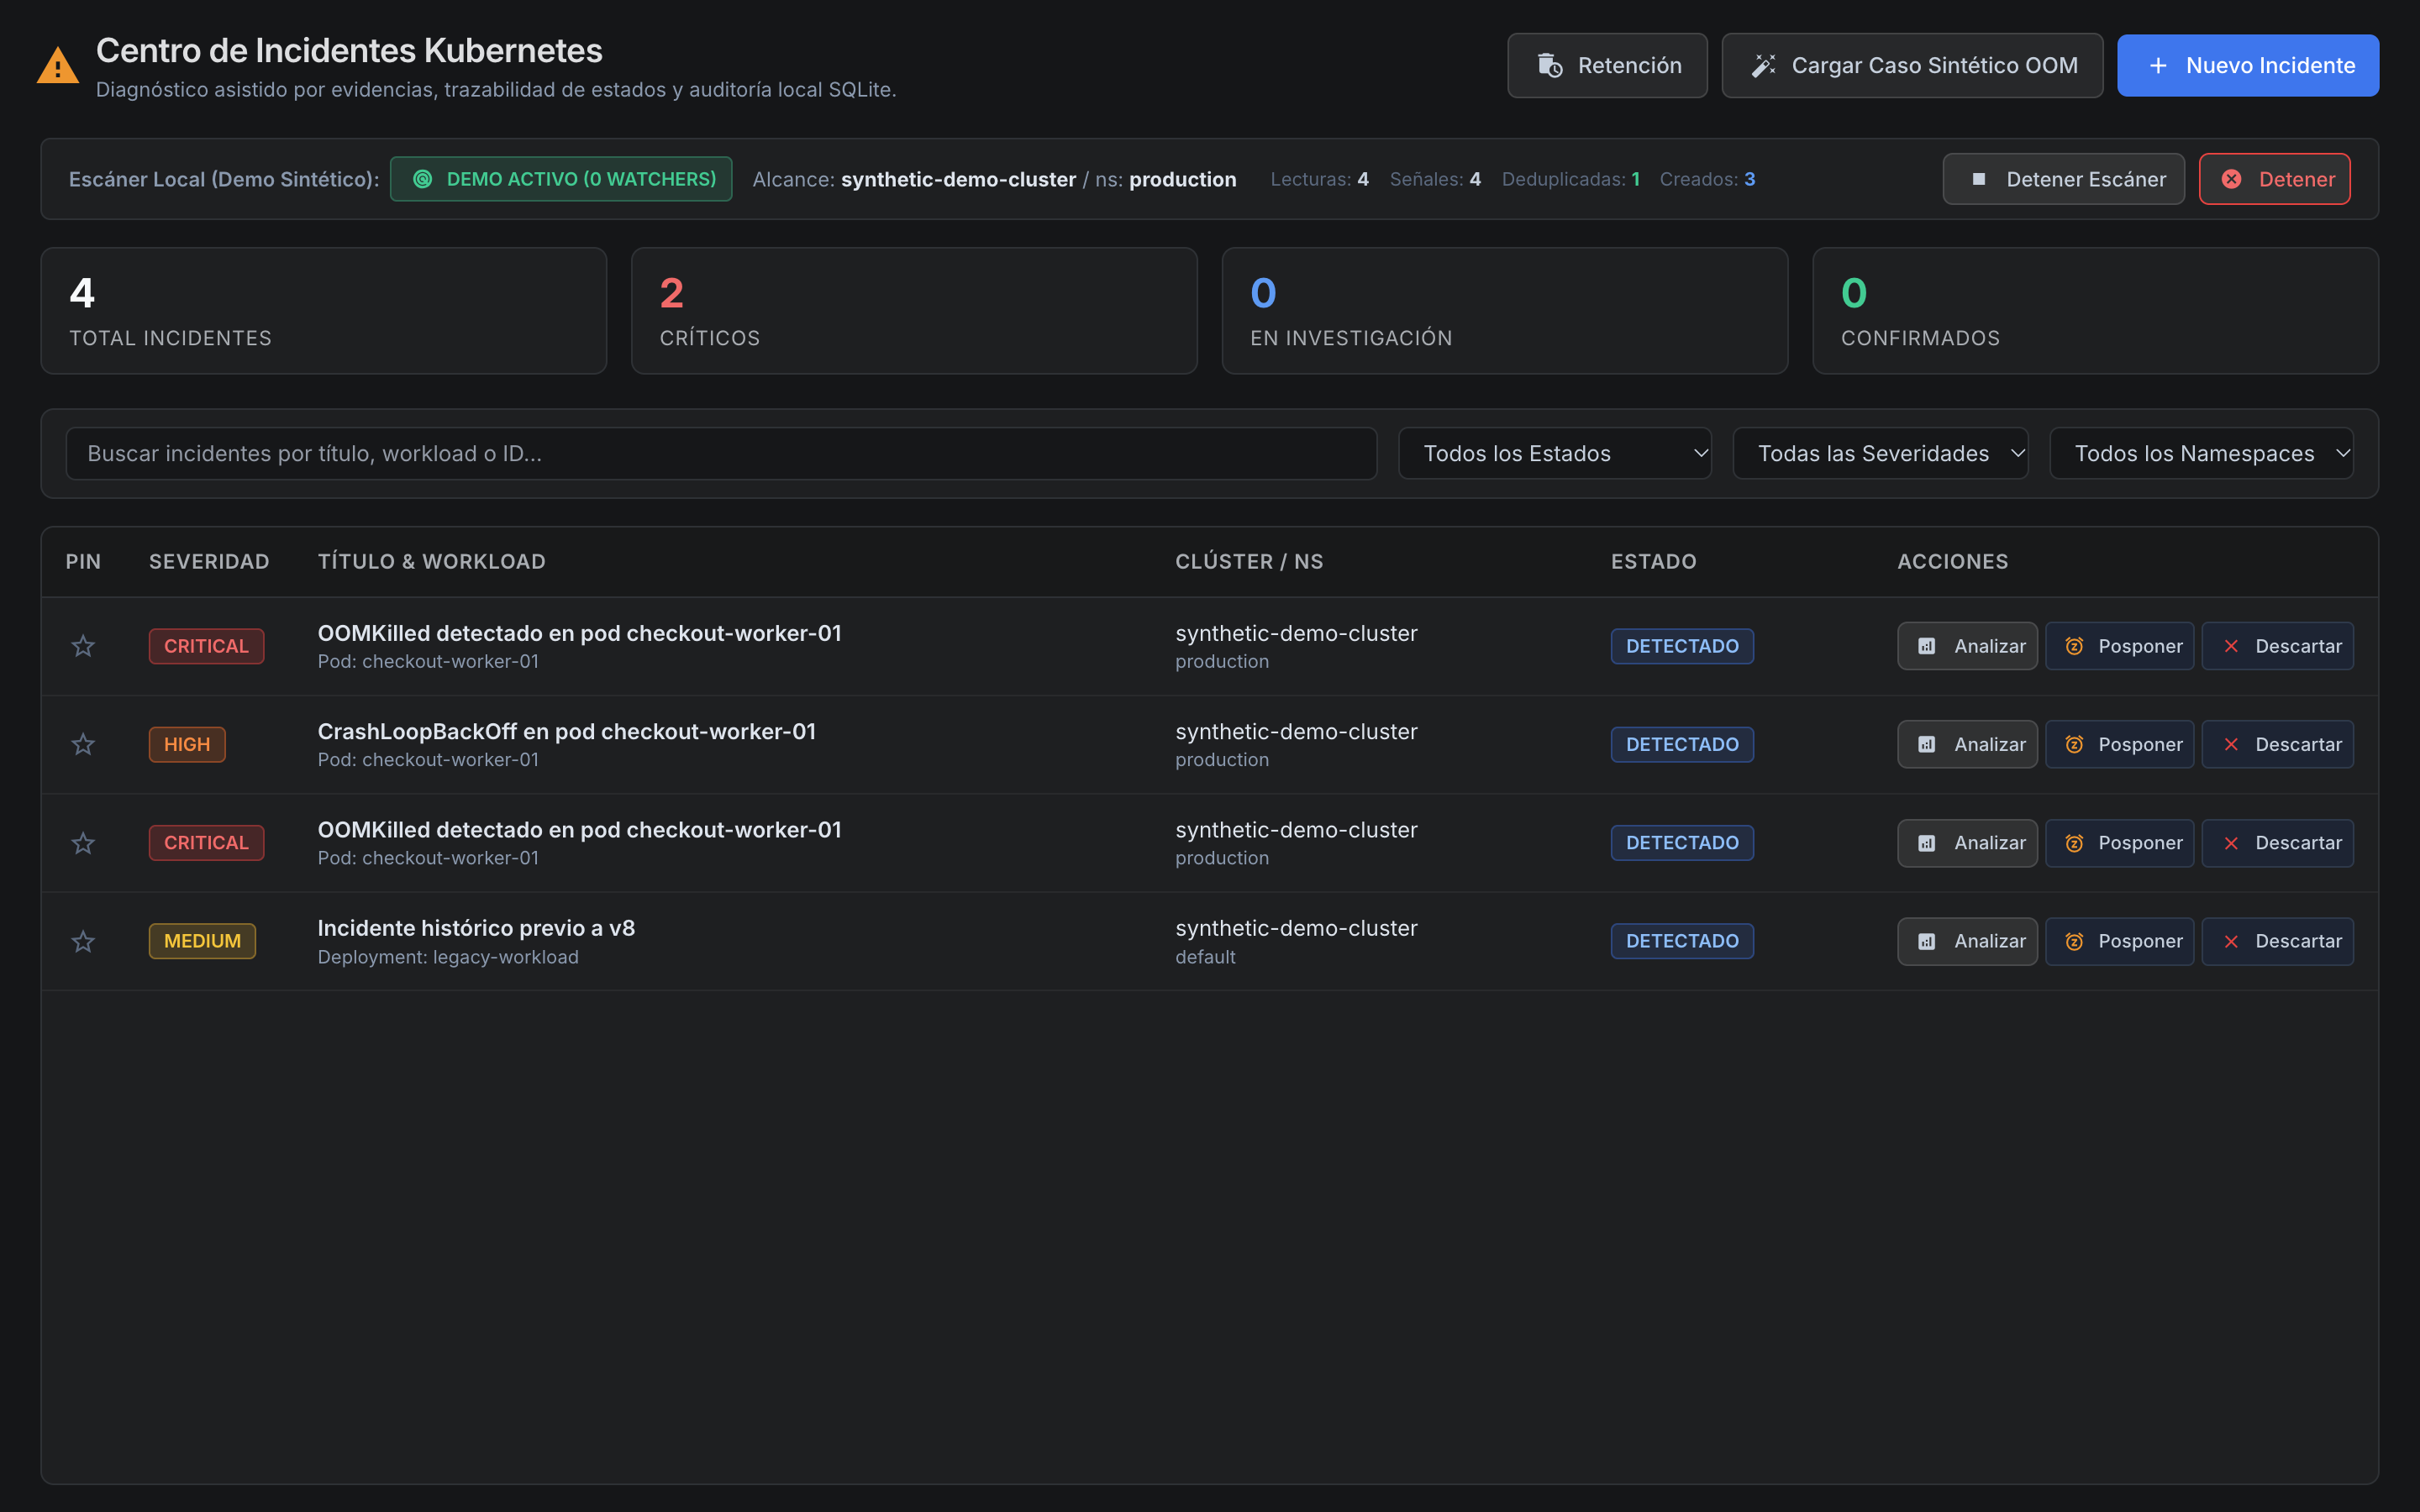 Centro de Incidentes Kubernetes
Diagnóstico asistido por evidencias, trazabilidad de estados y auditoría local SQLite.
Retención
Cargar Caso Sintético OOM
+ Nuevo Incidente
Escáner Local (Demo Sintético): DEMO ACTIVO (0 WATCHERS) Alcance: synthetic-demo-cluster / ns: production Lecturas: 4 Señales: 4 Deduplicadas: 1 Creados: 3
Detener Escáner
Detener
4
TOTAL INCIDENTES
2
CRÍTICOS
0
EN INVESTIGACIÓN
0
CONFIRMADOS
Buscar incidentes por título, workload o ID...
Todos los Estados
Todas las Severidades
Todos los Namespaces
PIN SEVERIDAD TÍTULO & WORKLOAD CLÚSTER / NS ESTADO ACCIONES
CRITICAL
OOMKilled detectado en pod checkout-worker-01
Pod: checkout-worker-01
synthetic-demo-cluster
production
DETECTADO
Analizar
Posponer
Descartar
HIGH
CrashLoopBackOff en pod checkout-worker-01
Pod: checkout-worker-01
synthetic-demo-cluster
production
DETECTADO
Analizar
Posponer
Descartar
CRITICAL
OOMKilled detectado en pod checkout-worker-01
Pod: checkout-worker-01
synthetic-demo-cluster
production
DETECTADO
Analizar
Posponer
Descartar
MEDIUM
Incidente histórico previo a v8
Deployment: legacy-workload
synthetic-demo-cluster
default
DETECTADO
Analizar
Posponer
Descartar